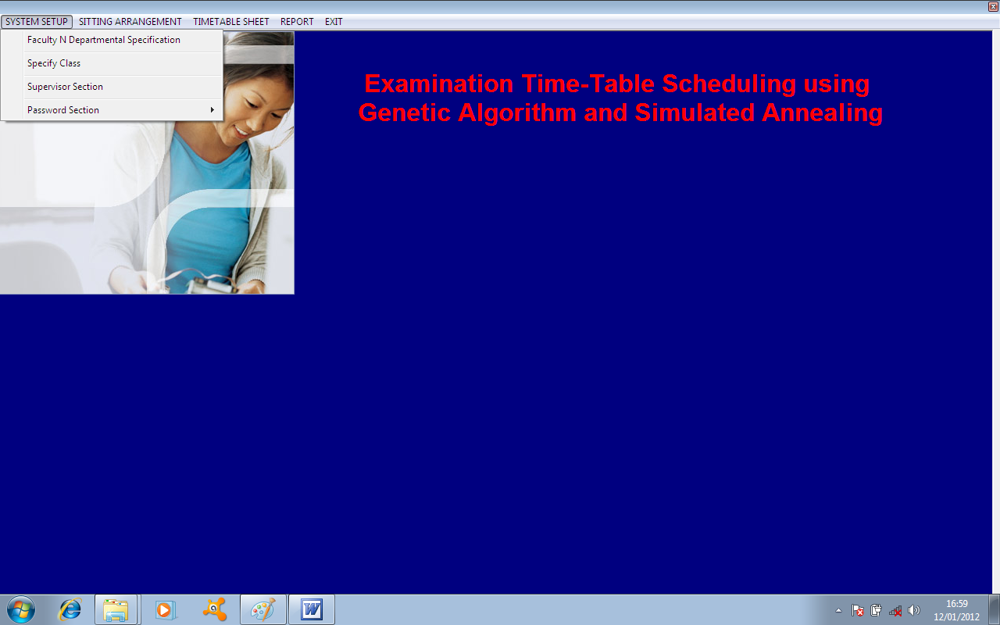 SYSTEM SETUP SITTING ARRANGEMENT TIMETABLE SHEET REPORT EXIT
Faculty N Departmental Specification
Specify Class
Supervisor Section
Password Section
Examination Time-Table Scheduling using
Genetic Algorithm and Simulated Annealing
16:59
12/01/2012